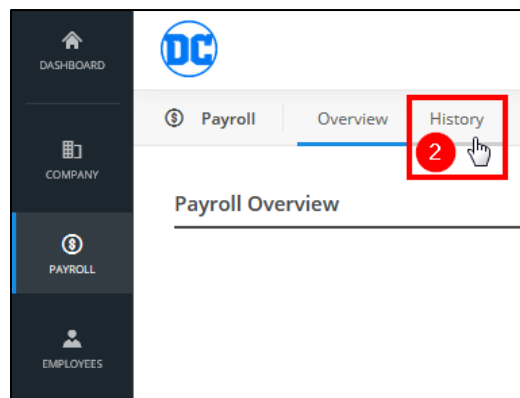 DASHBOARD
DC
Payroll Overview History
2
COMPANY
Payroll Overview
PAYROLL
EMPLOYEES